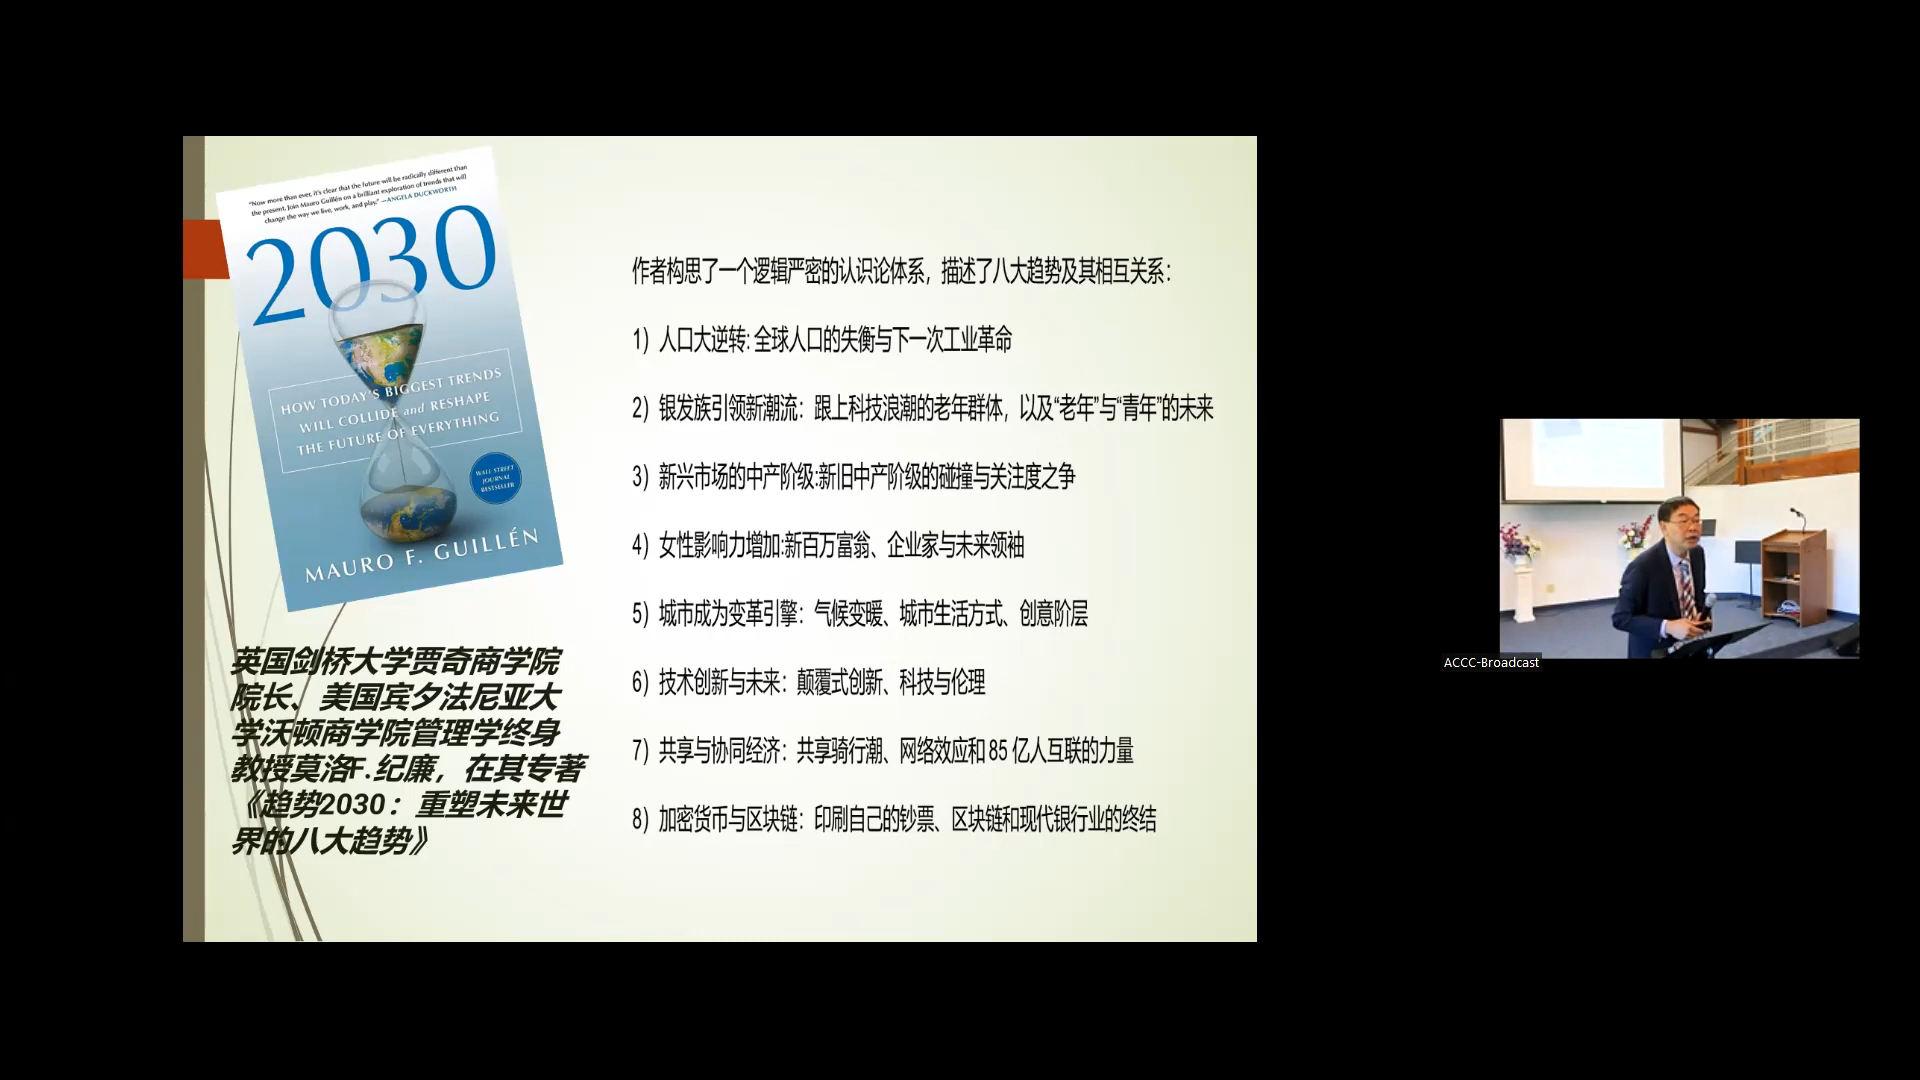 "Now more than ever, it's clear that the future will be radically different than
the present. Join Mauro Guillén on a brilliant exploration of trends that will
change the way we live, work, and play." —ANGELA DUCKWORTH
2030
HOW TODAY'S BIGGEST TRENDS
WILL COLLIDE and RESHAPE
THE FUTURE OF EVERYTHING
WALL STREET
JOURNAL
BESTSELLER
MAURO F. GUILLÉN
英国剑桥大学贾奇商学院
院长、美国宾夕法尼亚大
学沃顿商学院管理学终身
教授莫洛F.纪廉，在其专著
《趋势2030：重塑未来世
界的八大趋势》
作者构思了一个逻辑严密的认识论体系，描述了八大趋势及其相互关系：
1）人口大逆转: 全球人口的失衡与下一次工业革命
2）银发族引领新潮流：跟上科技浪潮的老年群体，以及“老年”与“青年”的未来
3）新兴市场的中产阶级:新旧中产阶级的碰撞与关注度之争
4）女性影响力增加:新百万富翁、企业家与未来领袖
5）城市成为变革引擎：气候变暖、城市生活方式、创意阶层
6）技术创新与未来：颠覆式创新、科技与伦理
7）共享与协同经济：共享骑行潮、网络效应和 85 亿人互联的力量
8）加密货币与区块链：印刷自己的钞票、区块链和现代银行业的终结
ACCC-Broadcast